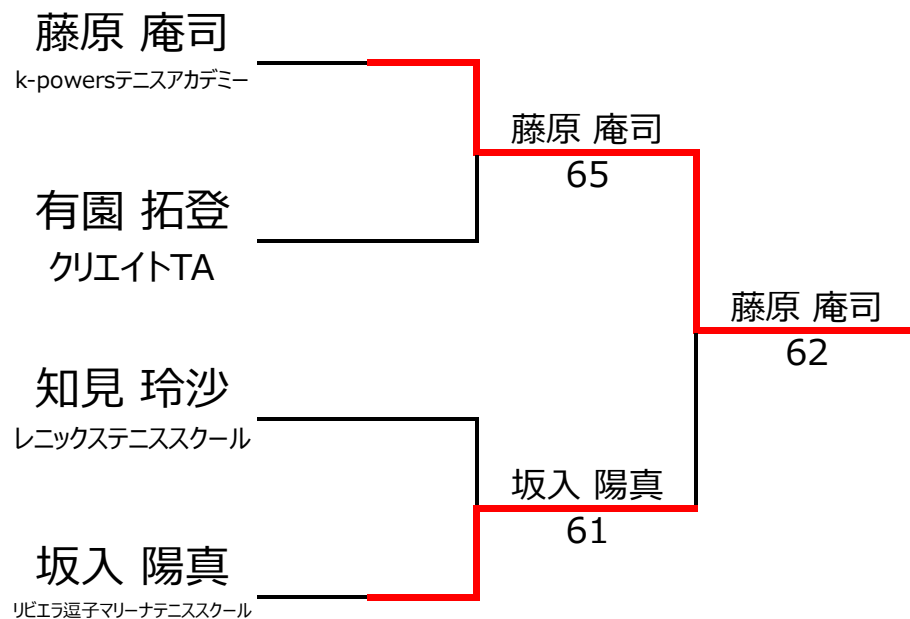 藤原 庵司
k-powersテニスアカデミー
藤原 庵司
65
有園 拓登
クリエイトTA
藤原 庵司
62
知見 玲沙
レニックステニススクール
坂入 陽真
61
坂入 陽真
リビエラ逗子マリーナテニススクール